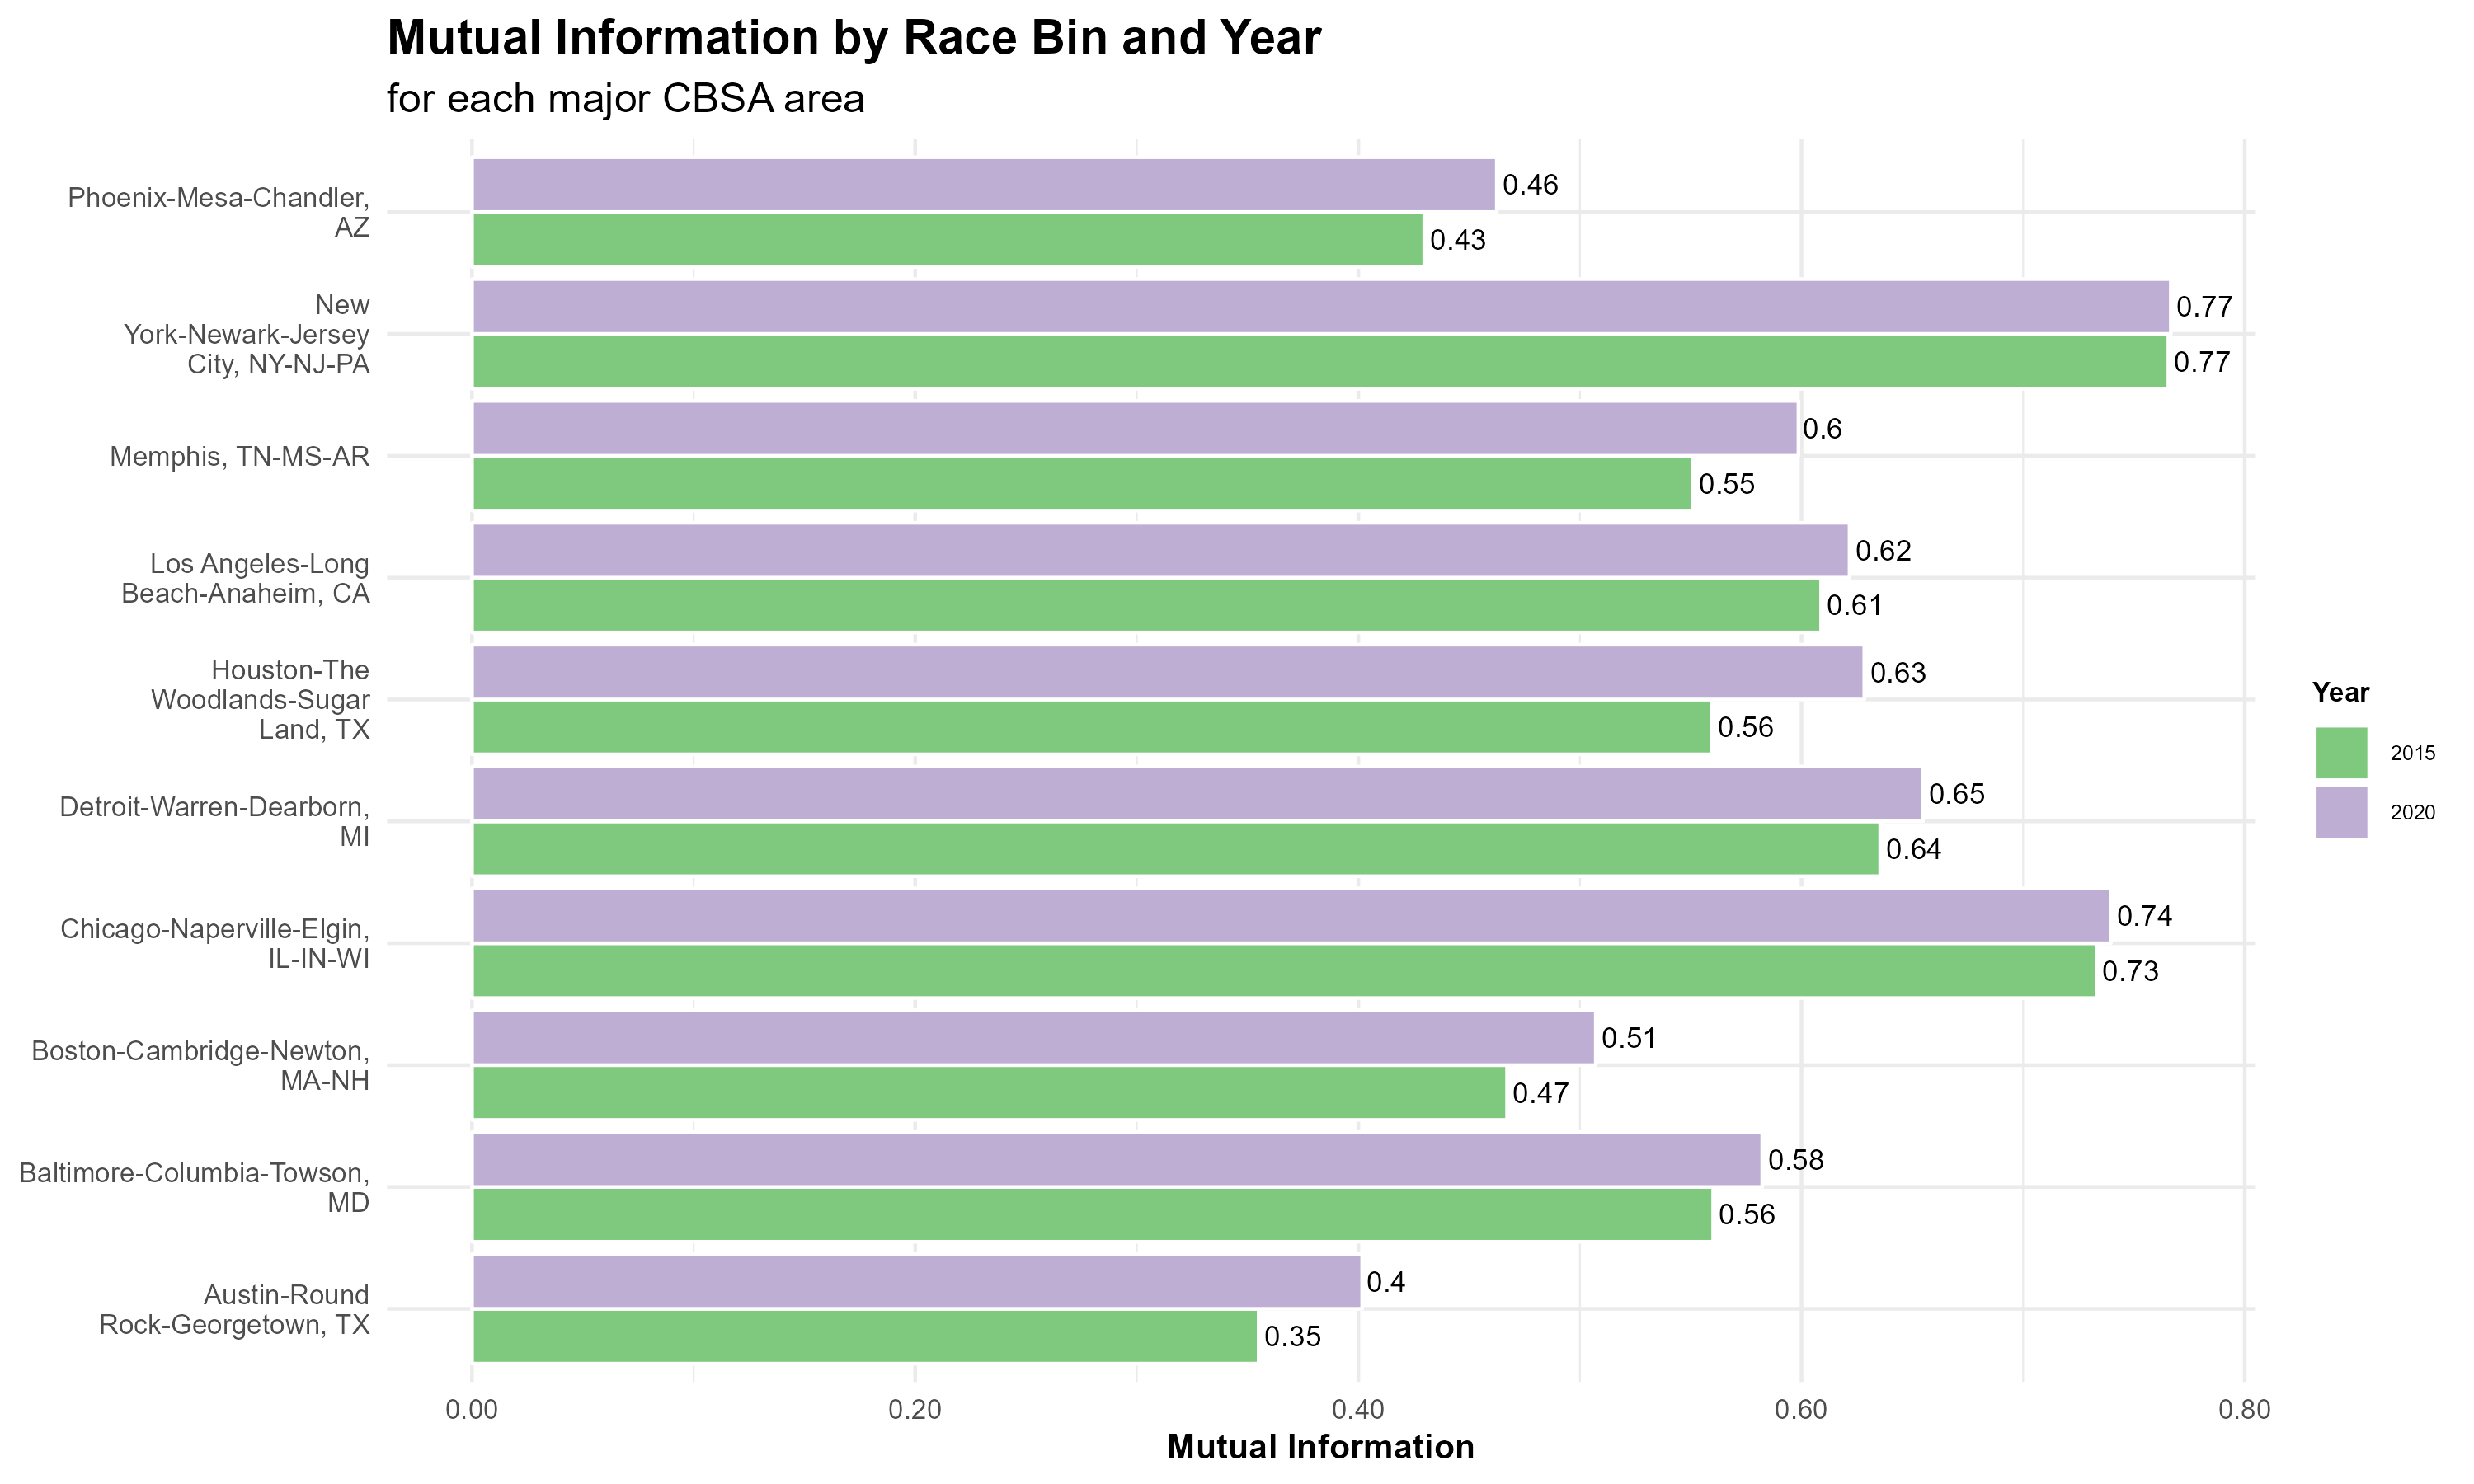 Mutual Information by Race Bin and Year
for each major CBSA area
Phoenix-Mesa-Chandler,
AZ
0.46
0.43
New
York-Newark-Jersey
City, NY-NJ-PA
0.77
0.77
Memphis, TN-MS-AR
0.6
0.55
Los Angeles-Long
Beach-Anaheim, CA
0.62
0.61
Houston-The
Woodlands-Sugar
Land, TX
0.63
0.56
Detroit-Warren-Dearborn,
MI
0.65
0.64
Chicago-Naperville-Elgin,
IL-IN-WI
0.74
0.73
Boston-Cambridge-Newton,
MA-NH
0.51
0.47
Baltimore-Columbia-Towson,
MD
0.58
0.56
Austin-Round
Rock-Georgetown, TX
0.4
0.35
0.00 0.20 0.40 0.60 0.80
Mutual Information
Year
2015
2020